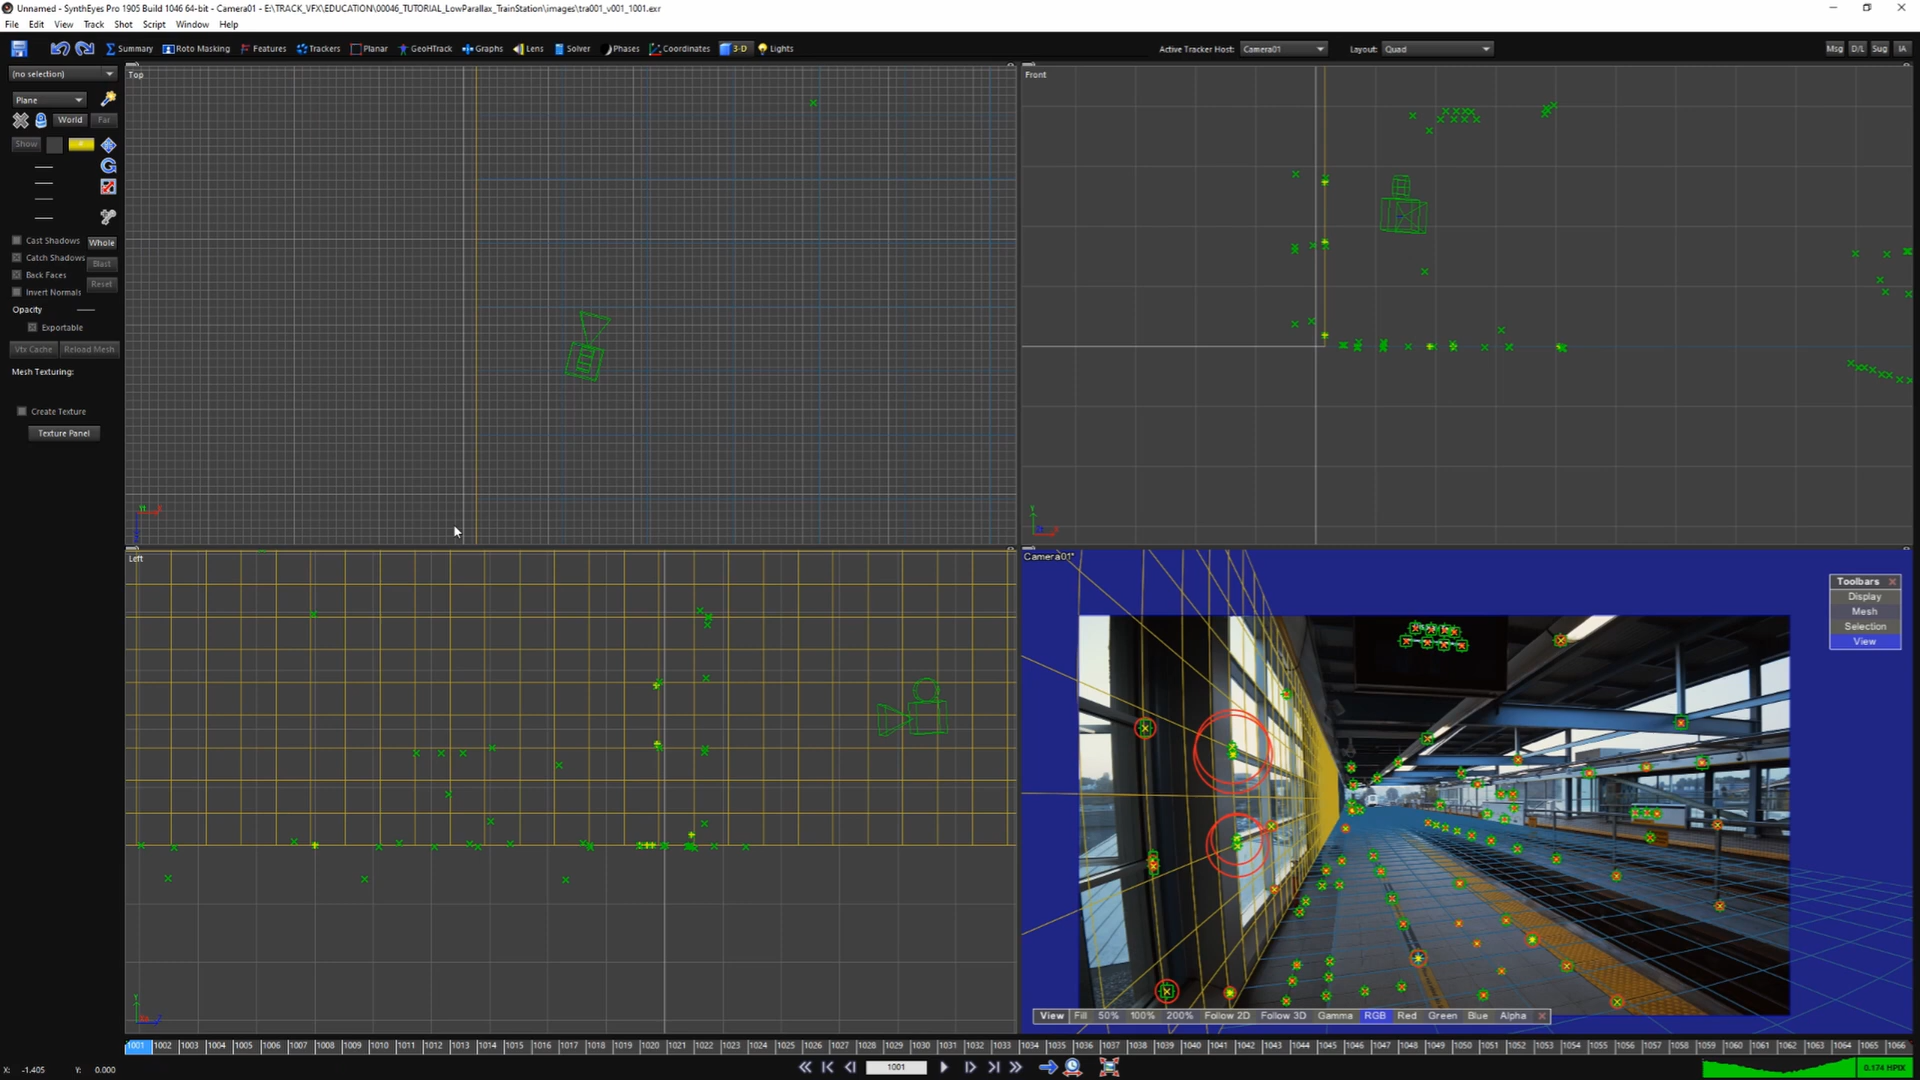 Unnamed - SynthEyes Pro 1905 Build 1046 64-bit - Camera01 - E:\TRACK_VFX\EDUCATION\00046_TUTORIAL_LowParallax_TrainStation\images\tra001_v001_1001.exr
File Edit View Track Shot Script Window Help
Summary Roto Masking Features Trackers Planar GeoHTrack Graphs Lens Solver Phases Coordinates 3-D Lights Active Tracker Host: Camera01 Layout: Quad Msg D/L Sug IA
(no selection)
Plane
World Far
Show
Cast Shadows Whole
Catch Shadows Blast
Back Faces Reset
Invert Normals
Opacity
Exportable
Vtx Cache Reload Mesh
Mesh Texturing:
Create Texture
Texture Panel
Top
Front
Left
Camera01*
Toolbars
Display
Mesh
Selection
View
View Fill 50% 100% 200% Follow 2D Follow 3D Gamma RGB Red Green Blue Alpha
1001 1002 1003 1004 1005 1006 1007 1008 1009 1010 1011 1012 1013 1014 1015 1016 1017 1018 1019 1020 1021 1022 1023 1024 1025 1026 1027 1028 1029 1030 1031 1032 1033 1034 1035 1036 1037 1038 1039 1040 1041 1042 1043 1044 1045 1046 1047 1048 1049 1050 1051 1052 1053 1054 1055 1056 1057 1058 1059 1060 1061 1062 1063 1064 1065 1066
X: -1.405 Y: 0.000 1001 0.174 HPIX